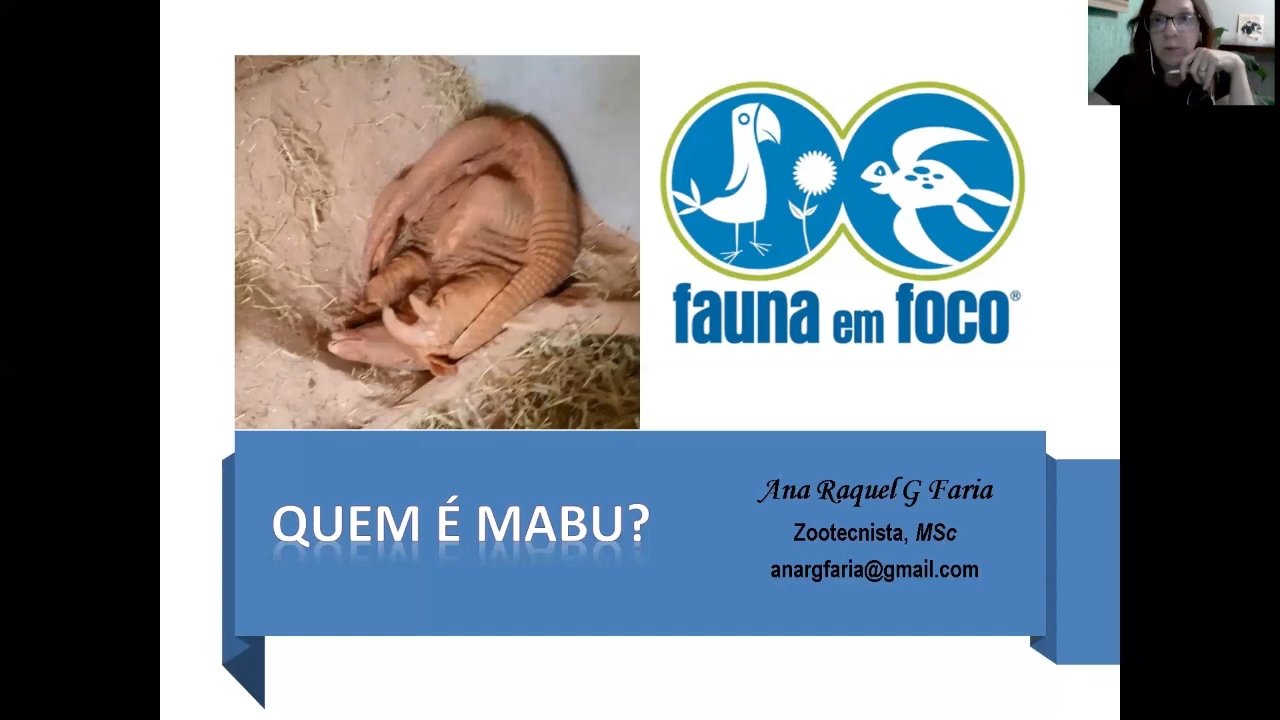 fauna em foco®
QUEM É MABU?
Ana Raquel G Faria
Zootecnista, MSc
anargfaria@gmail.com